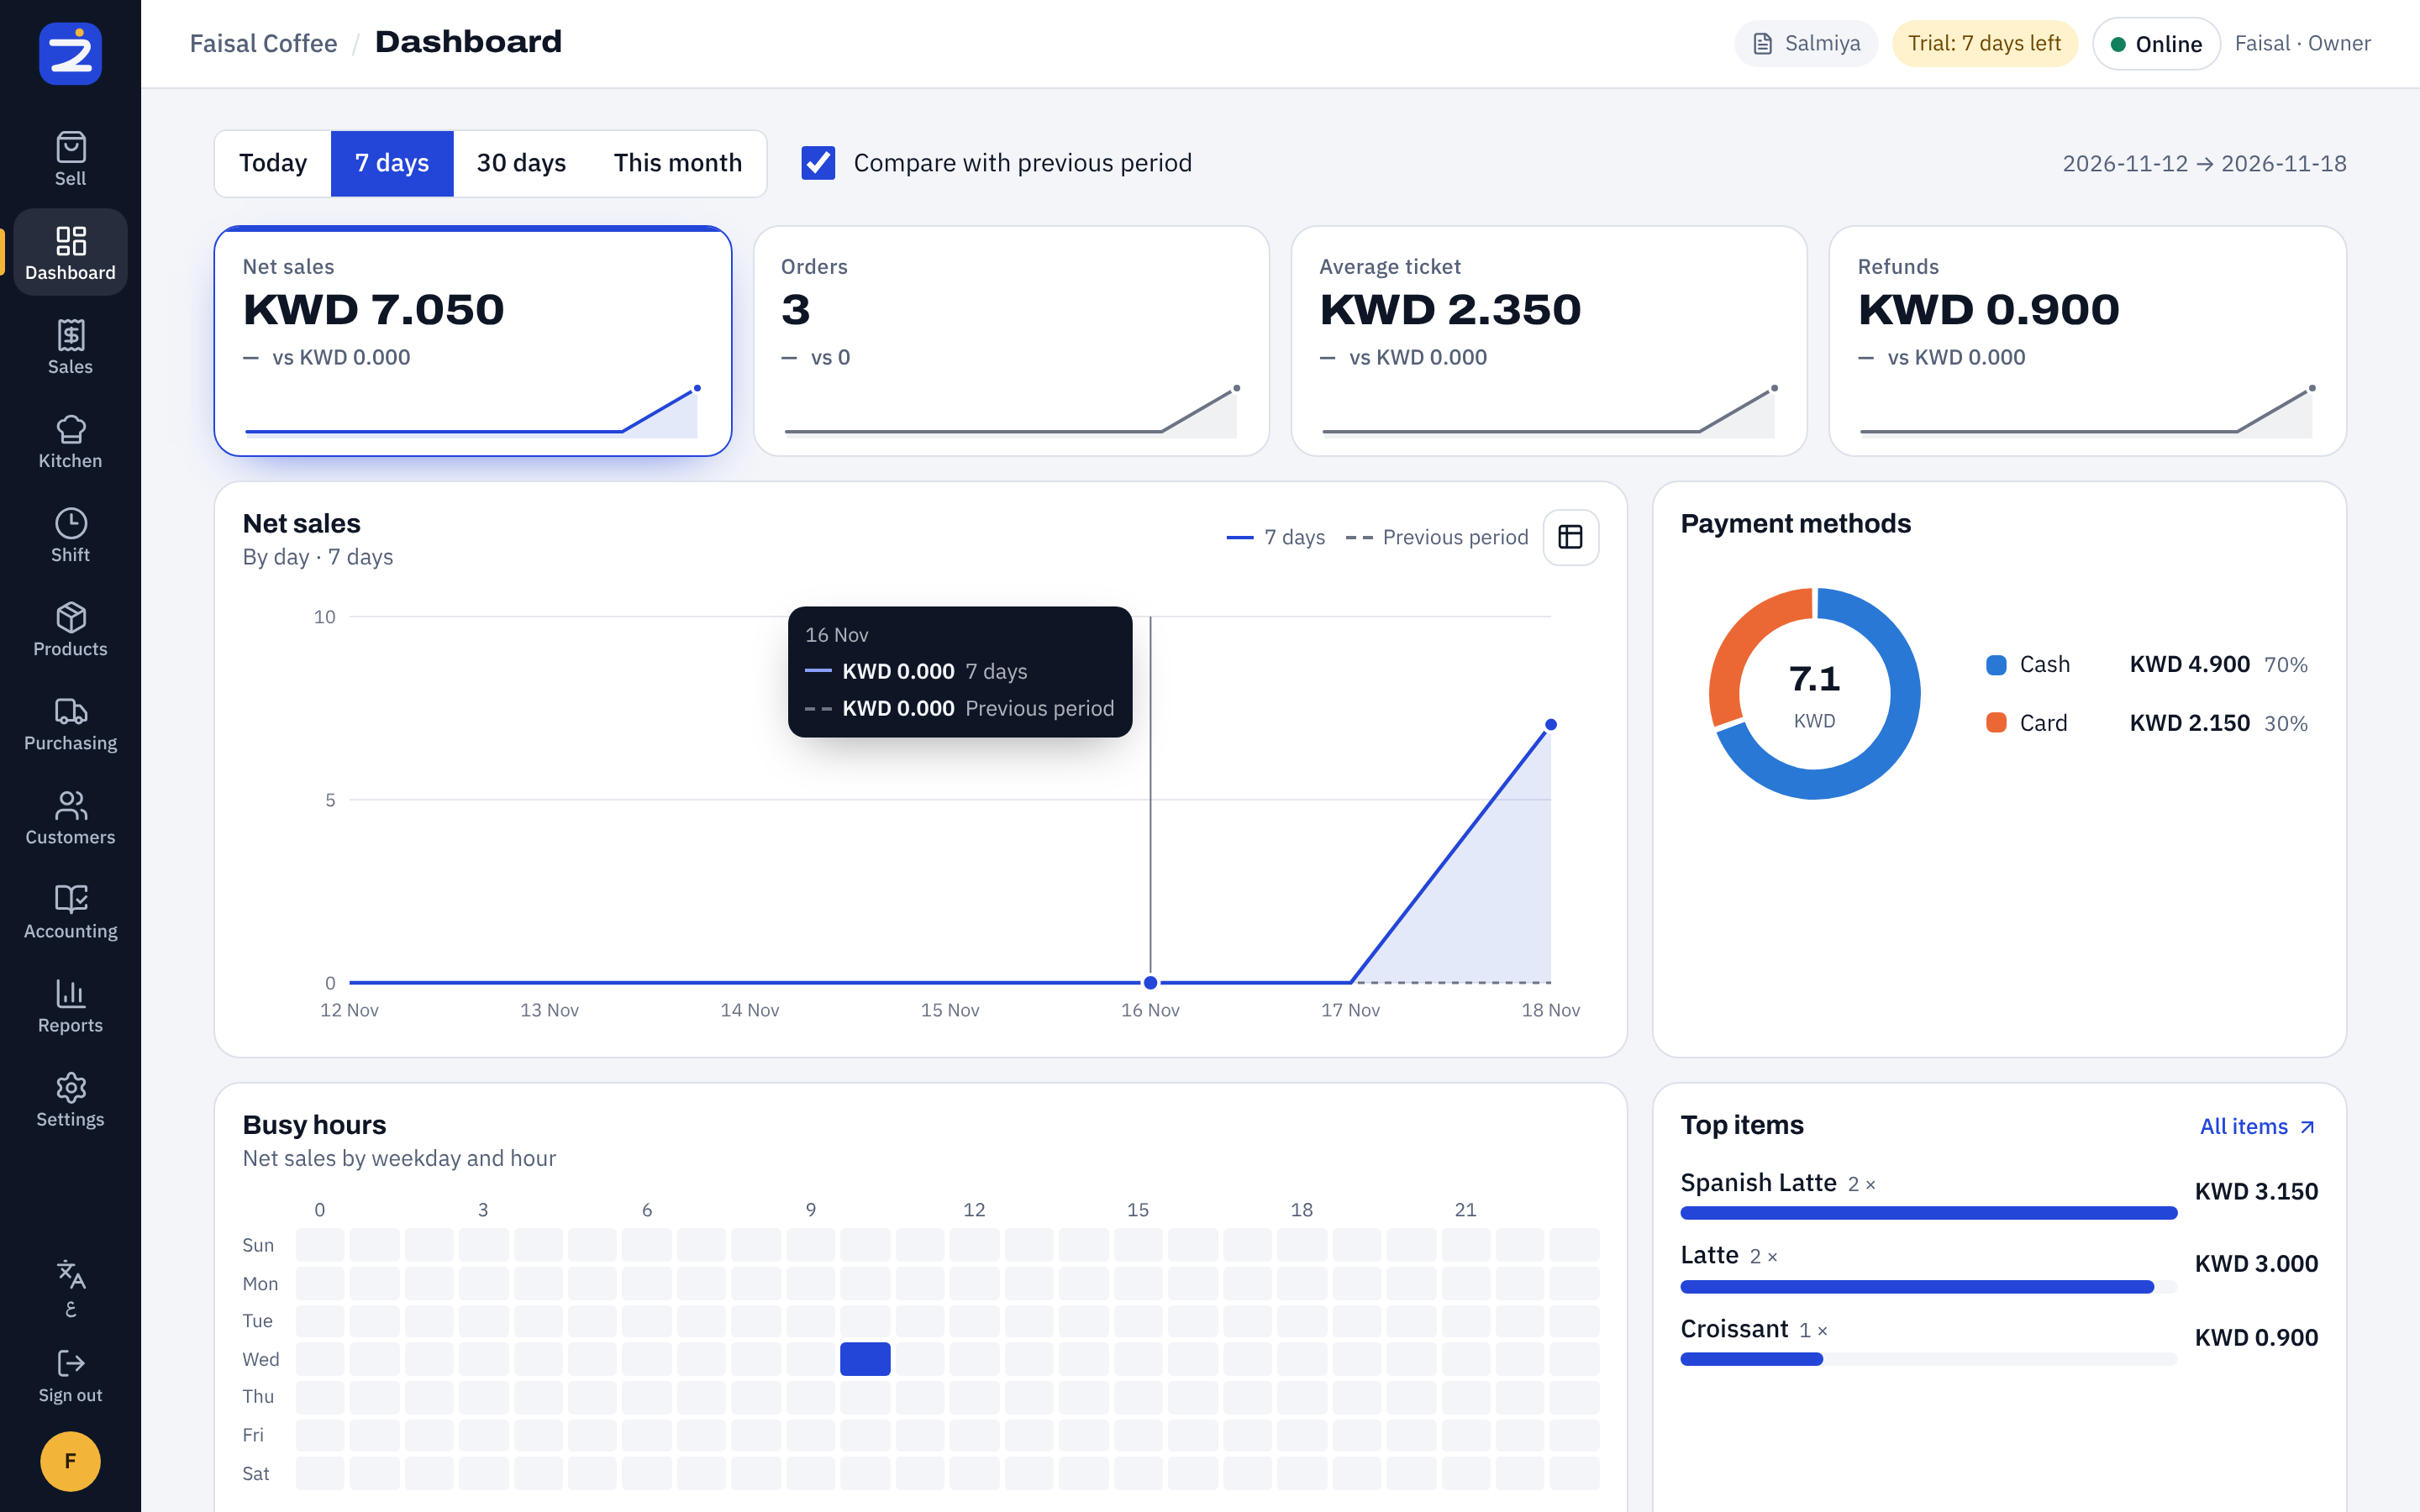 Faisal Coffee / Dashboard
Salmiya
Trial: 7 days left
Online
Faisal · Owner
Sell
Dashboard
Sales
Kitchen
Shift
Products
Purchasing
Customers
Accounting
Reports
Settings
ع
Sign out
F
Today
7 days
30 days
This month
Compare with previous period
2026-11-12 → 2026-11-18
Net sales
KWD 7.050
— vs KWD 0.000
Orders
3
— vs 0
Average ticket
KWD 2.350
— vs KWD 0.000
Refunds
KWD 0.900
— vs KWD 0.000
Net sales
By day · 7 days
7 days
Previous period
10
5
0
16 Nov
KWD 0.000 7 days
KWD 0.000 Previous period
12 Nov 13 Nov 14 Nov 15 Nov 16 Nov 17 Nov 18 Nov
Payment methods
7.1
KWD
Cash KWD 4.900 70%
Card KWD 2.150 30%
Busy hours
Net sales by weekday and hour
0 3 6 9 12 15 18 21
Sun
Mon
Tue
Wed
Thu
Fri
Sat
Top items
All items
Spanish Latte 2 × KWD 3.150
Latte 2 × KWD 3.000
Croissant 1 × KWD 0.900